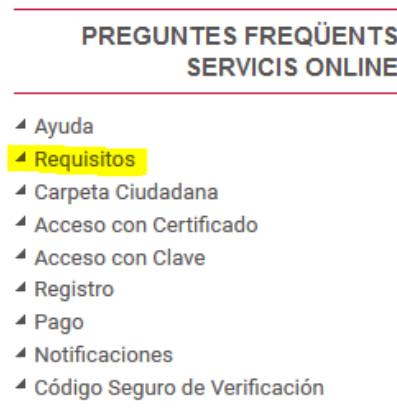 PREGUNTES FREQÜENTS
SERVICIS ONLINE
Ayuda
Requisitos
Carpeta Ciudadana
Acceso con Certificado
Acceso con Clave
Registro
Pago
Notificaciones
Código Seguro de Verificación